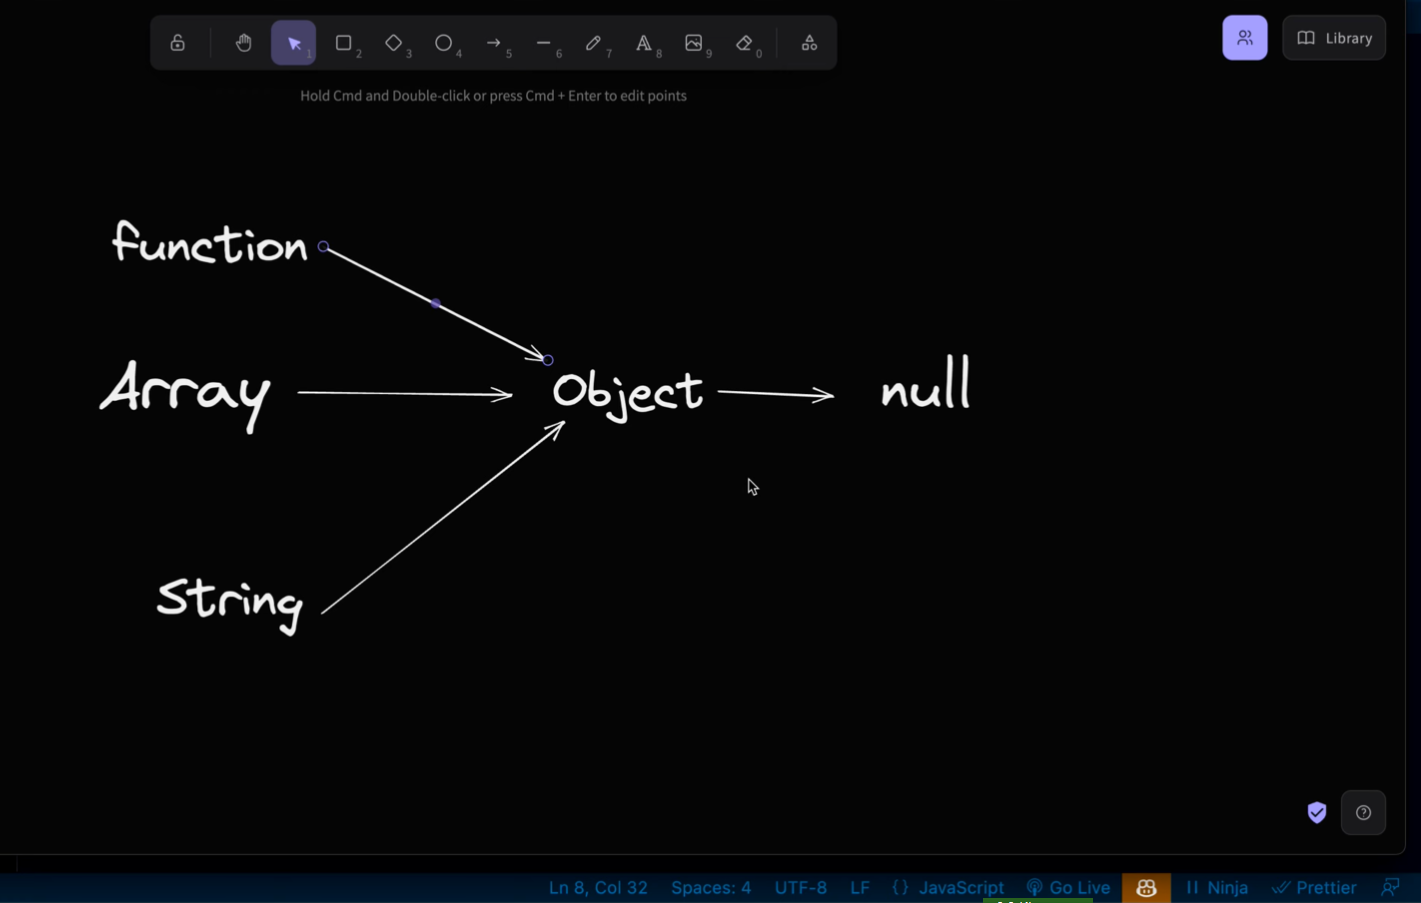 1 2 3 4 5 6 7 8 9 0
Library
Hold Cmd and Double-click or press Cmd + Enter to edit points
function
Array
Object
null
String
Ln 8, Col 32 Spaces: 4 UTF-8 LF {} JavaScript Go Live Ninja Prettier